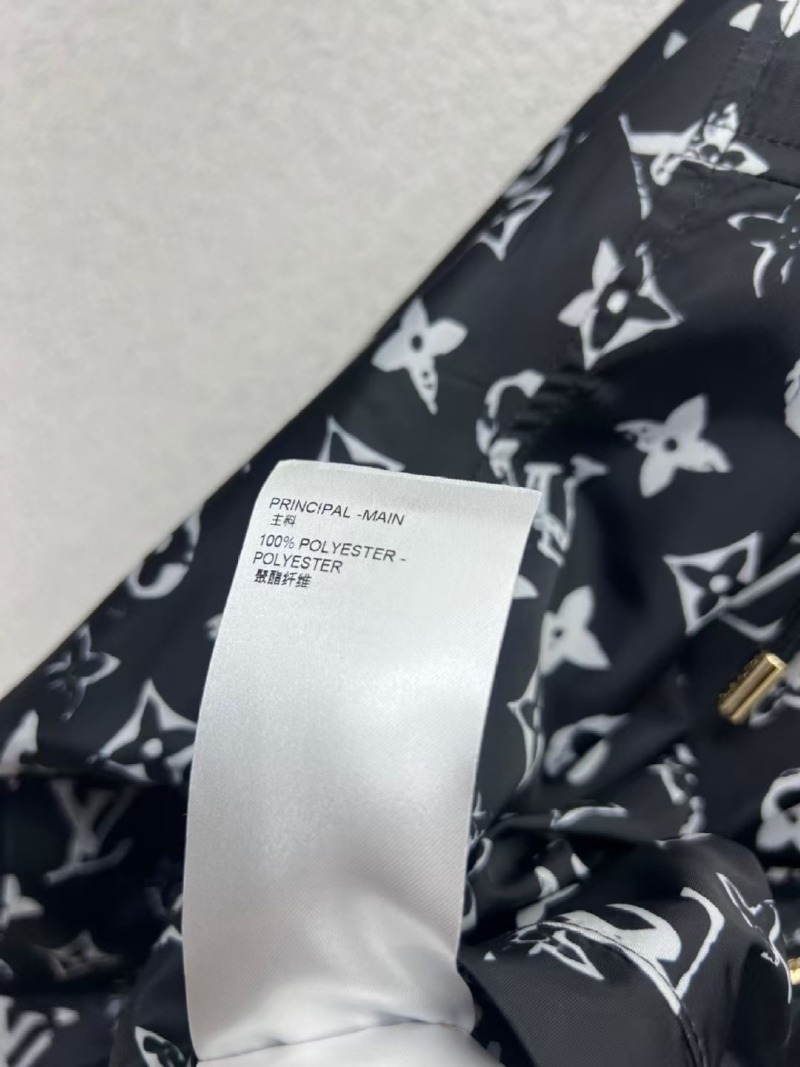 PRINCIPAL -MAIN
主料
100% POLYESTER -
POLYESTER
聚酯纤维